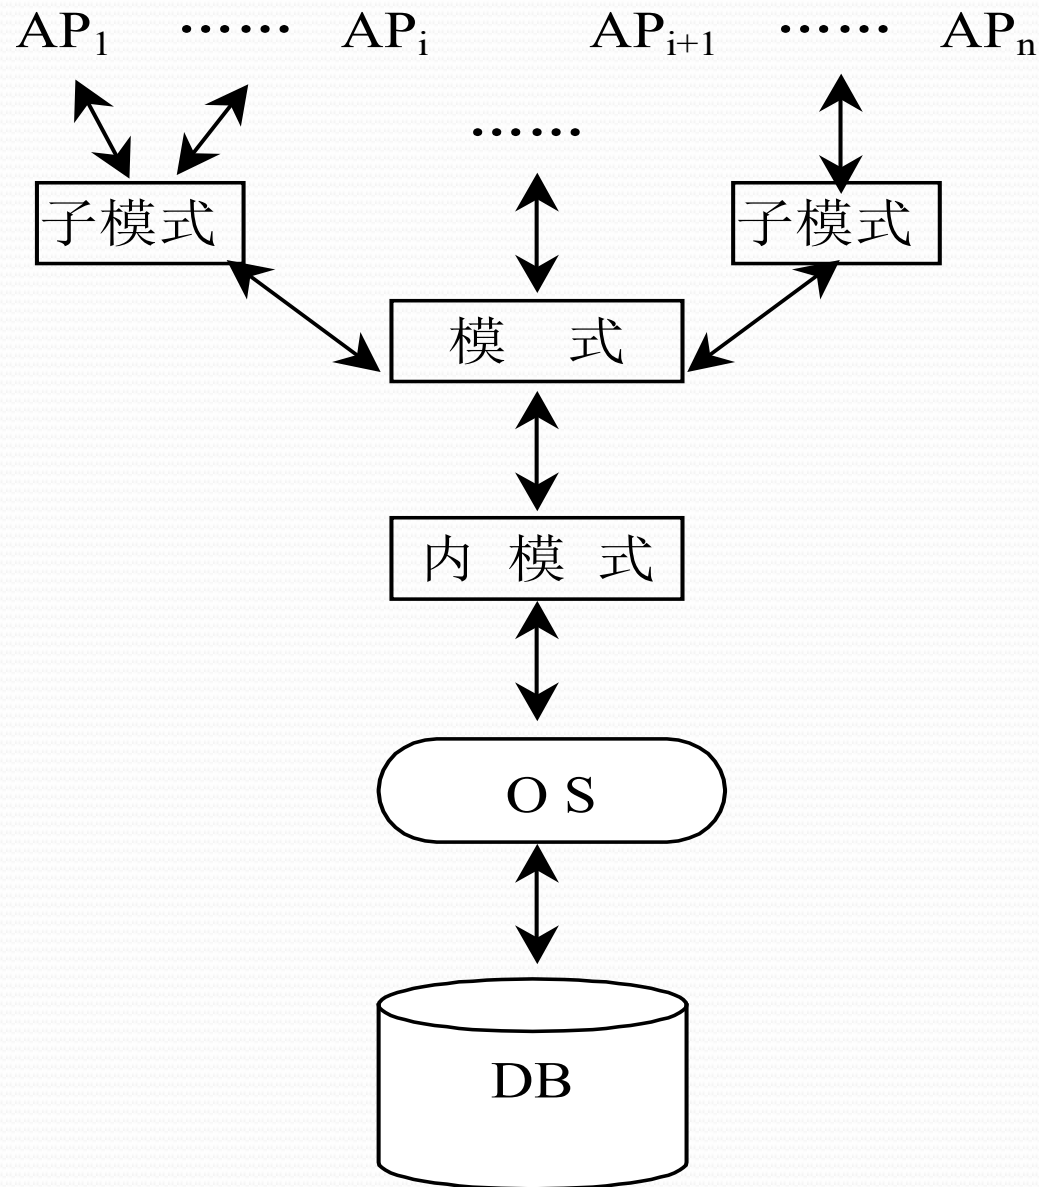 AP₁ …… APᵢ APᵢ₊₁ …… APₙ
……
子模式 子模式
模 式
内 模 式
O S
DB